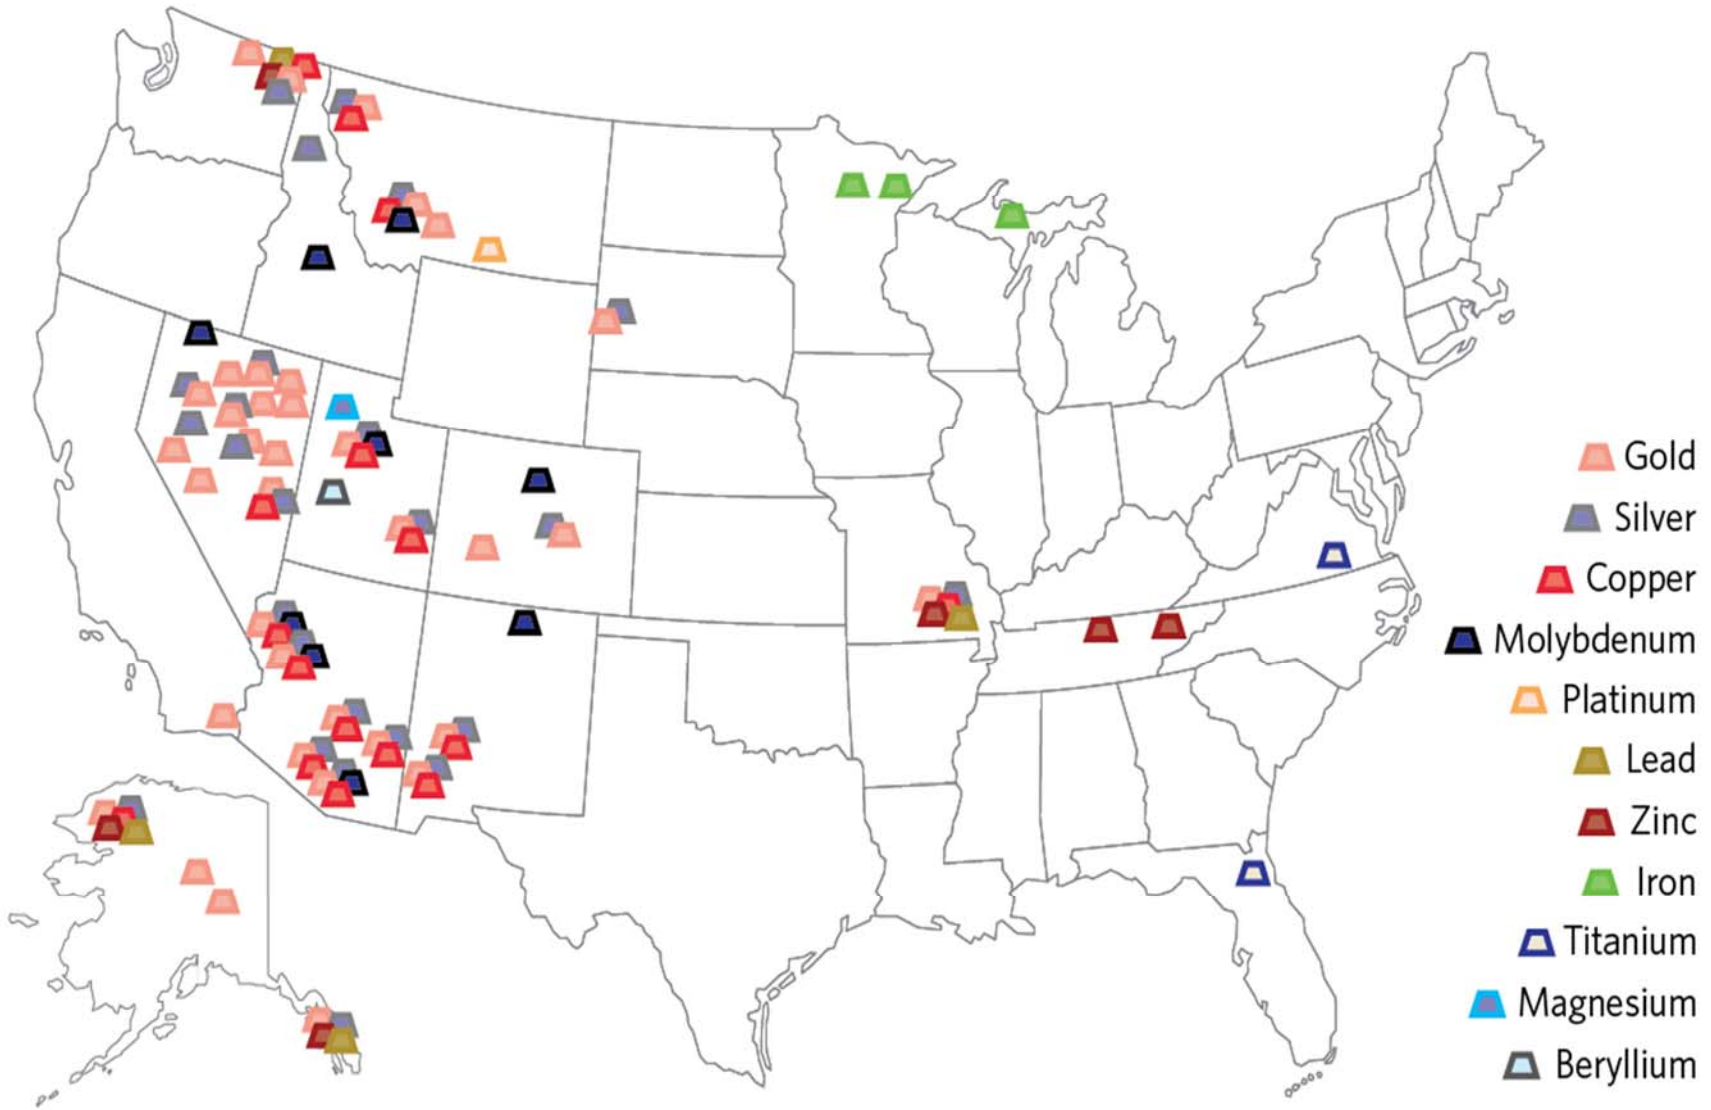 Gold
Silver
Copper
Molybdenum
Platinum
Lead
Zinc
Iron
Titanium
Magnesium
Beryllium